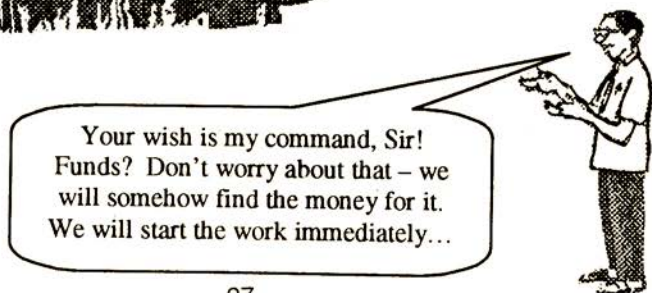 Your wish is my command, Sir!
Funds? Don't worry about that – we
will somehow find the money for it.
We will start the work immediately…